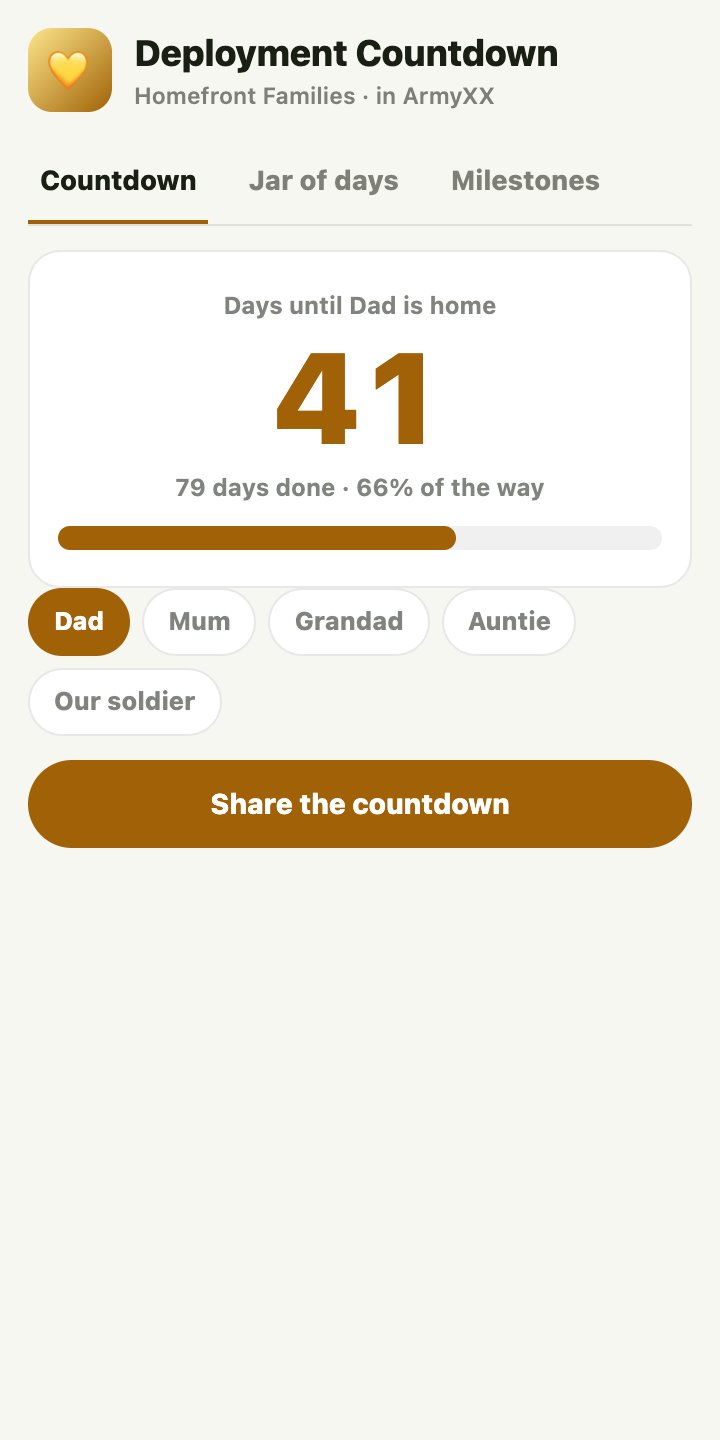 Deployment Countdown
Homefront Families · in ArmyXX
Countdown Jar of days Milestones
Days until Dad is home
41
79 days done · 66% of the way
Dad Mum Grandad Auntie
Our soldier
Share the countdown